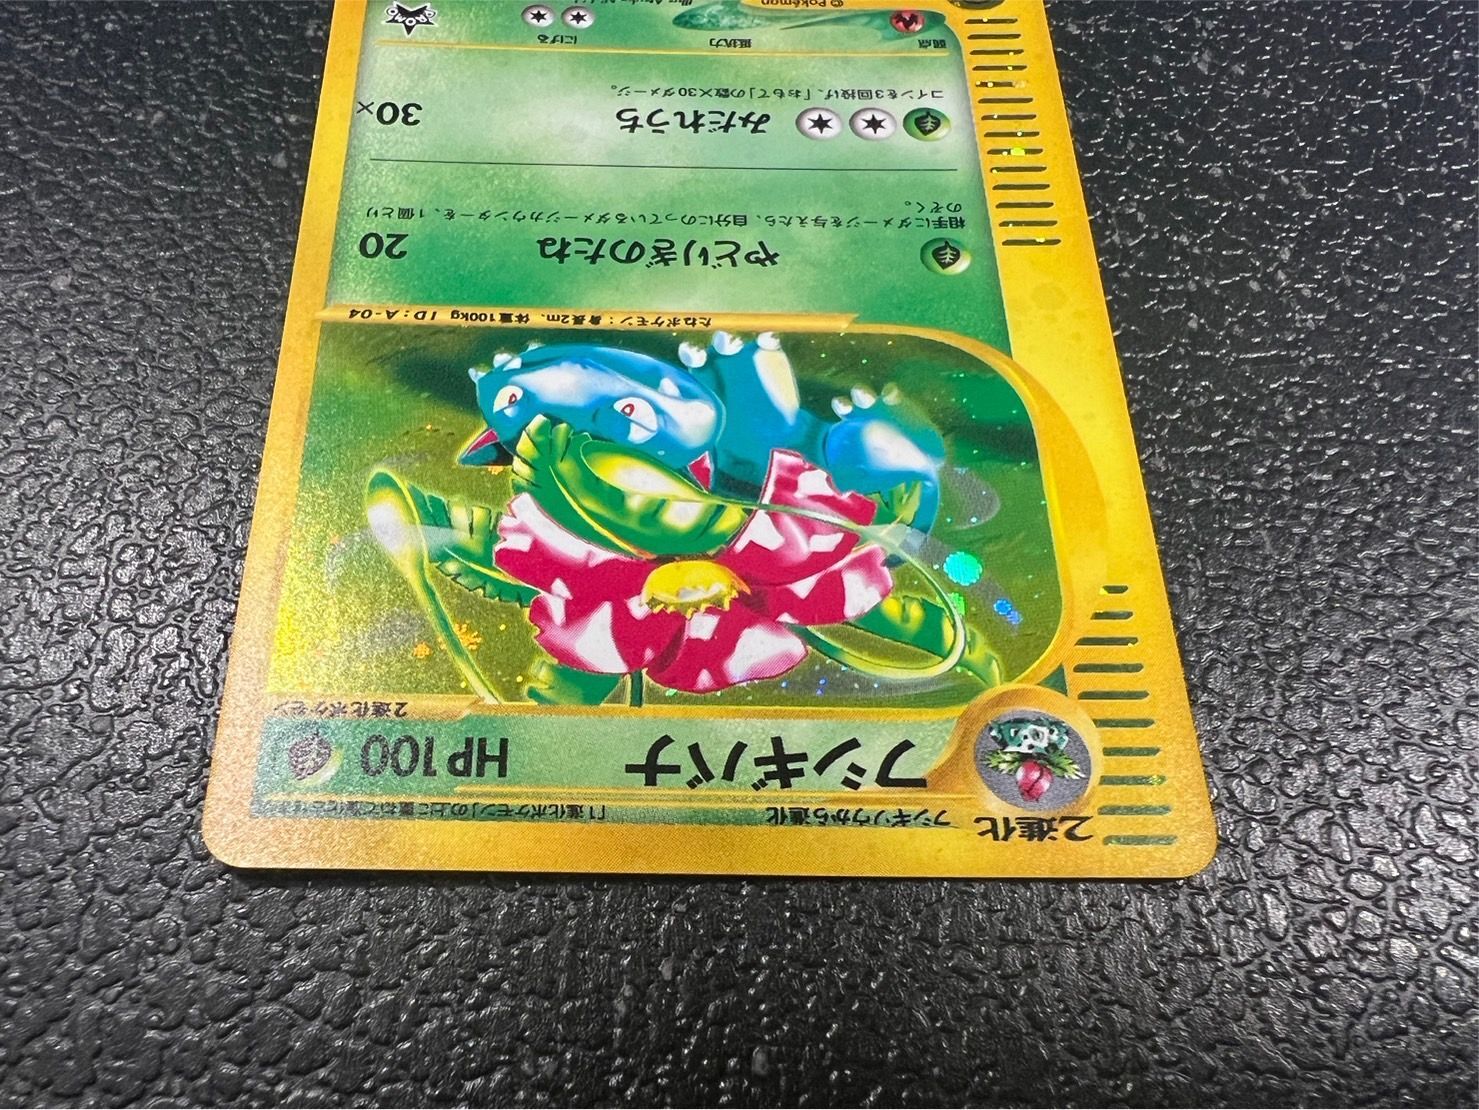 2進化
フシギソウから進化
「1進化ポケモン」の上に重ねて進化させ
フシギバナ
HP100
2進化ポケモン
たねポケモン:身長2m、体重100kg ID:A-04
やどりぎのたね 20
相手にダメージを与えたら、自分にのっているダメージカウンターを、1個とり
のぞく。
みだれうち 30×
コインを3回投げ、「おもて」の数×30ダメージ。
弱点 抵抗力 にげる
©Pokémon
PROMO